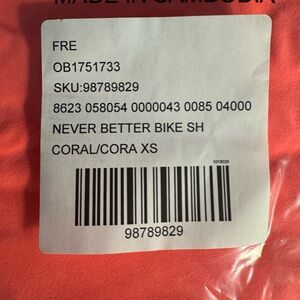 MADE IN CAMBODIA
FRE
OB1751733
SKU:98789829
8623 058054 0000043 0085 04000
NEVER BETTER BIKE SH
CORAL/CORA XS
1018020
98789829